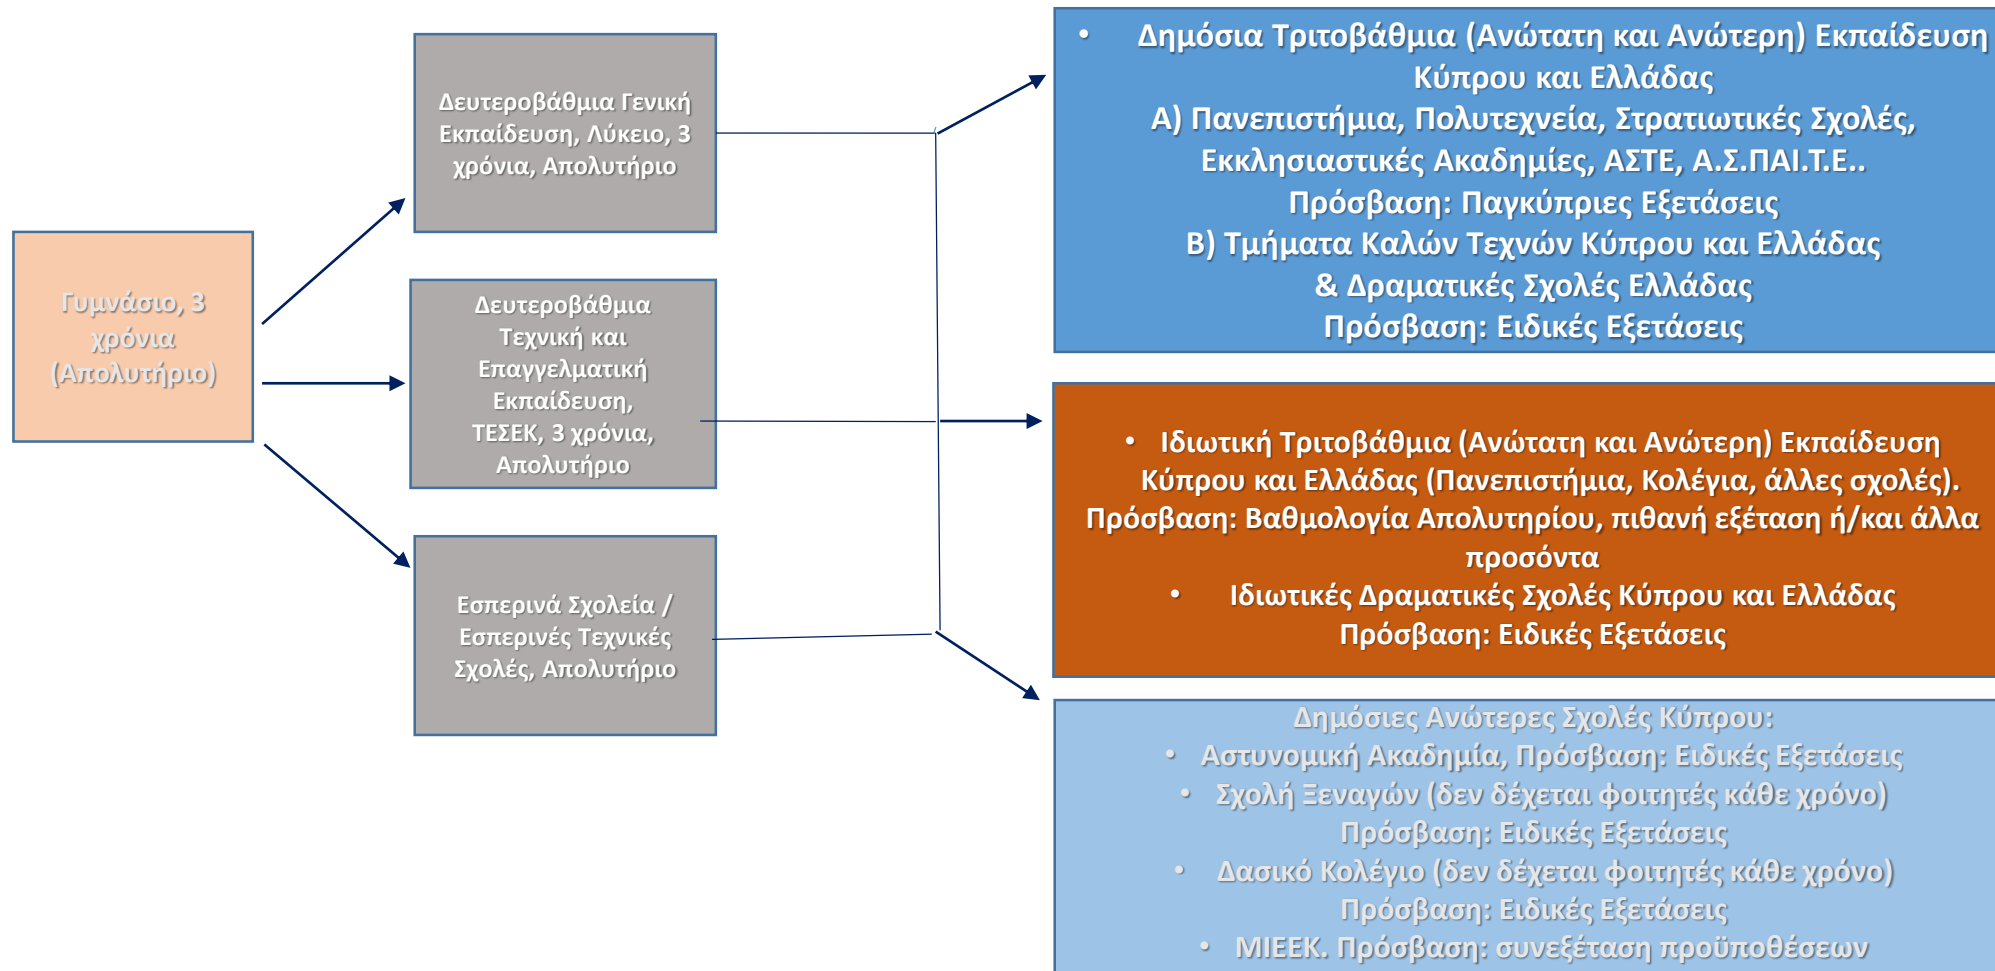 Γυμνάσιο, 3
χρόνια
(Απολυτήριο)
Δευτεροβάθμια Γενική
Εκπαίδευση, Λύκειο, 3
χρόνια, Απολυτήριο
Δευτεροβάθμια
Τεχνική και
Επαγγελματική
Εκπαίδευση,
ΤΕΣΕΚ, 3 χρόνια,
Απολυτήριο
Εσπερινά Σχολεία /
Εσπερινές Τεχνικές
Σχολές, Απολυτήριο
• Δημόσια Τριτοβάθμια (Ανώτατη και Ανώτερη) Εκπαίδευση
Κύπρου και Ελλάδας
Α) Πανεπιστήμια, Πολυτεχνεία, Στρατιωτικές Σχολές,
Εκκλησιαστικές Ακαδημίες, ΑΣΤΕ, Α.Σ.ΠΑΙ.Τ.Ε..
Πρόσβαση: Παγκύπριες Εξετάσεις
Β) Τμήματα Καλών Τεχνών Κύπρου και Ελλάδας
& Δραματικές Σχολές Ελλάδας
Πρόσβαση: Ειδικές Εξετάσεις
• Ιδιωτική Τριτοβάθμια (Ανώτατη και Ανώτερη) Εκπαίδευση
Κύπρου και Ελλάδας (Πανεπιστήμια, Κολέγια, άλλες σχολές).
Πρόσβαση: Βαθμολογία Απολυτηρίου, πιθανή εξέταση ή/και άλλα
προσόντα
• Ιδιωτικές Δραματικές Σχολές Κύπρου και Ελλάδας
Πρόσβαση: Ειδικές Εξετάσεις
Δημόσιες Ανώτερες Σχολές Κύπρου:
• Αστυνομική Ακαδημία, Πρόσβαση: Ειδικές Εξετάσεις
• Σχολή Ξεναγών (δεν δέχεται φοιτητές κάθε χρόνο)
Πρόσβαση: Ειδικές Εξετάσεις
• Δασικό Κολέγιο (δεν δέχεται φοιτητές κάθε χρόνο)
Πρόσβαση: Ειδικές Εξετάσεις
• ΜΙΕΕΚ. Πρόσβαση: συνεξέταση προϋποθέσεων